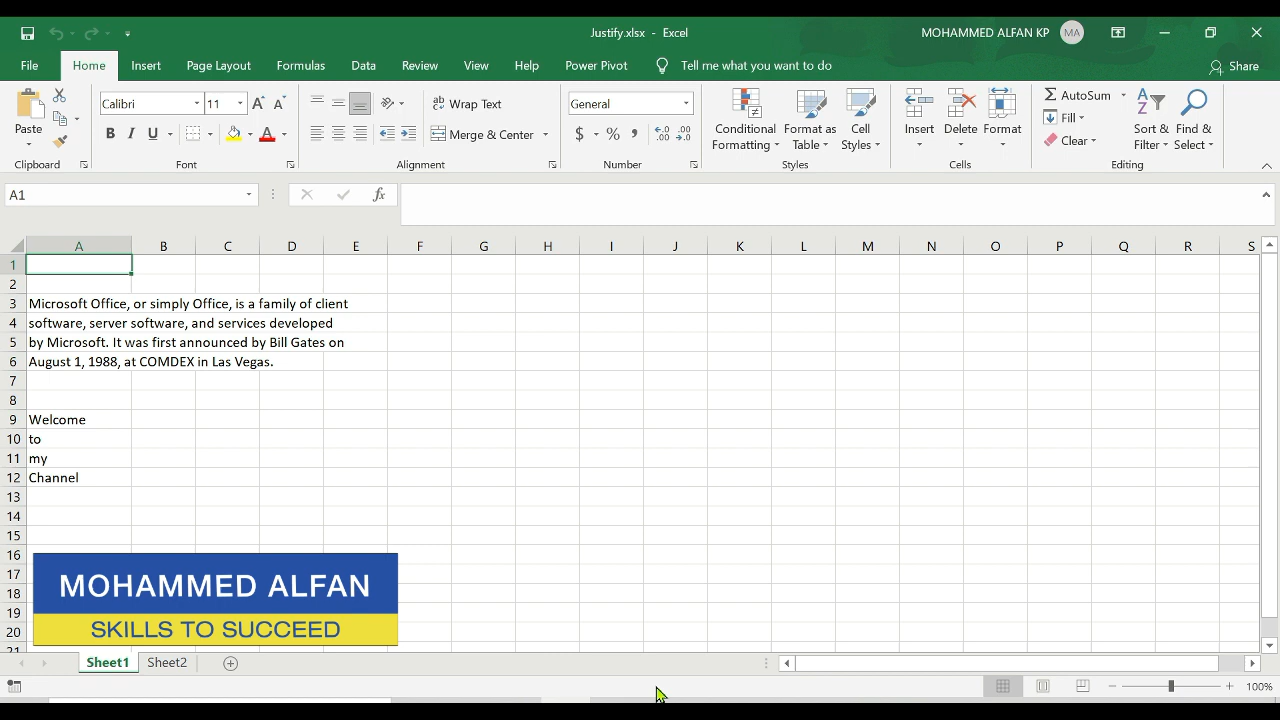 Justify.xlsx - Excel
MOHAMMED ALFAN KP
MA
File Home Insert Page Layout Formulas Data Review View Help Power Pivot Tell me what you want to do Share
Paste
Clipboard
Calibri 11
B I U
Font
ab
Wrap Text
Merge & Center
Alignment
General
$ % ,
Number
Conditional Formatting
Format as Table
Cell Styles
Styles
Insert
Delete
Format
Cells
AutoSum
Fill
Clear
Sort & Filter
Find & Select
Editing
A1
fx
A B C D E F G H I J K L M N O P Q R S
1
2
3 Microsoft Office, or simply Office, is a family of client
4 software, server software, and services developed
5 by Microsoft. It was first announced by Bill Gates on
6 August 1, 1988, at COMDEX in Las Vegas.
7
8
9 Welcome
10 to
11 my
12 Channel
13
14
15
16
17
18
19
20
21
MOHAMMED ALFAN
SKILLS TO SUCCEED
Sheet1 Sheet2
100%